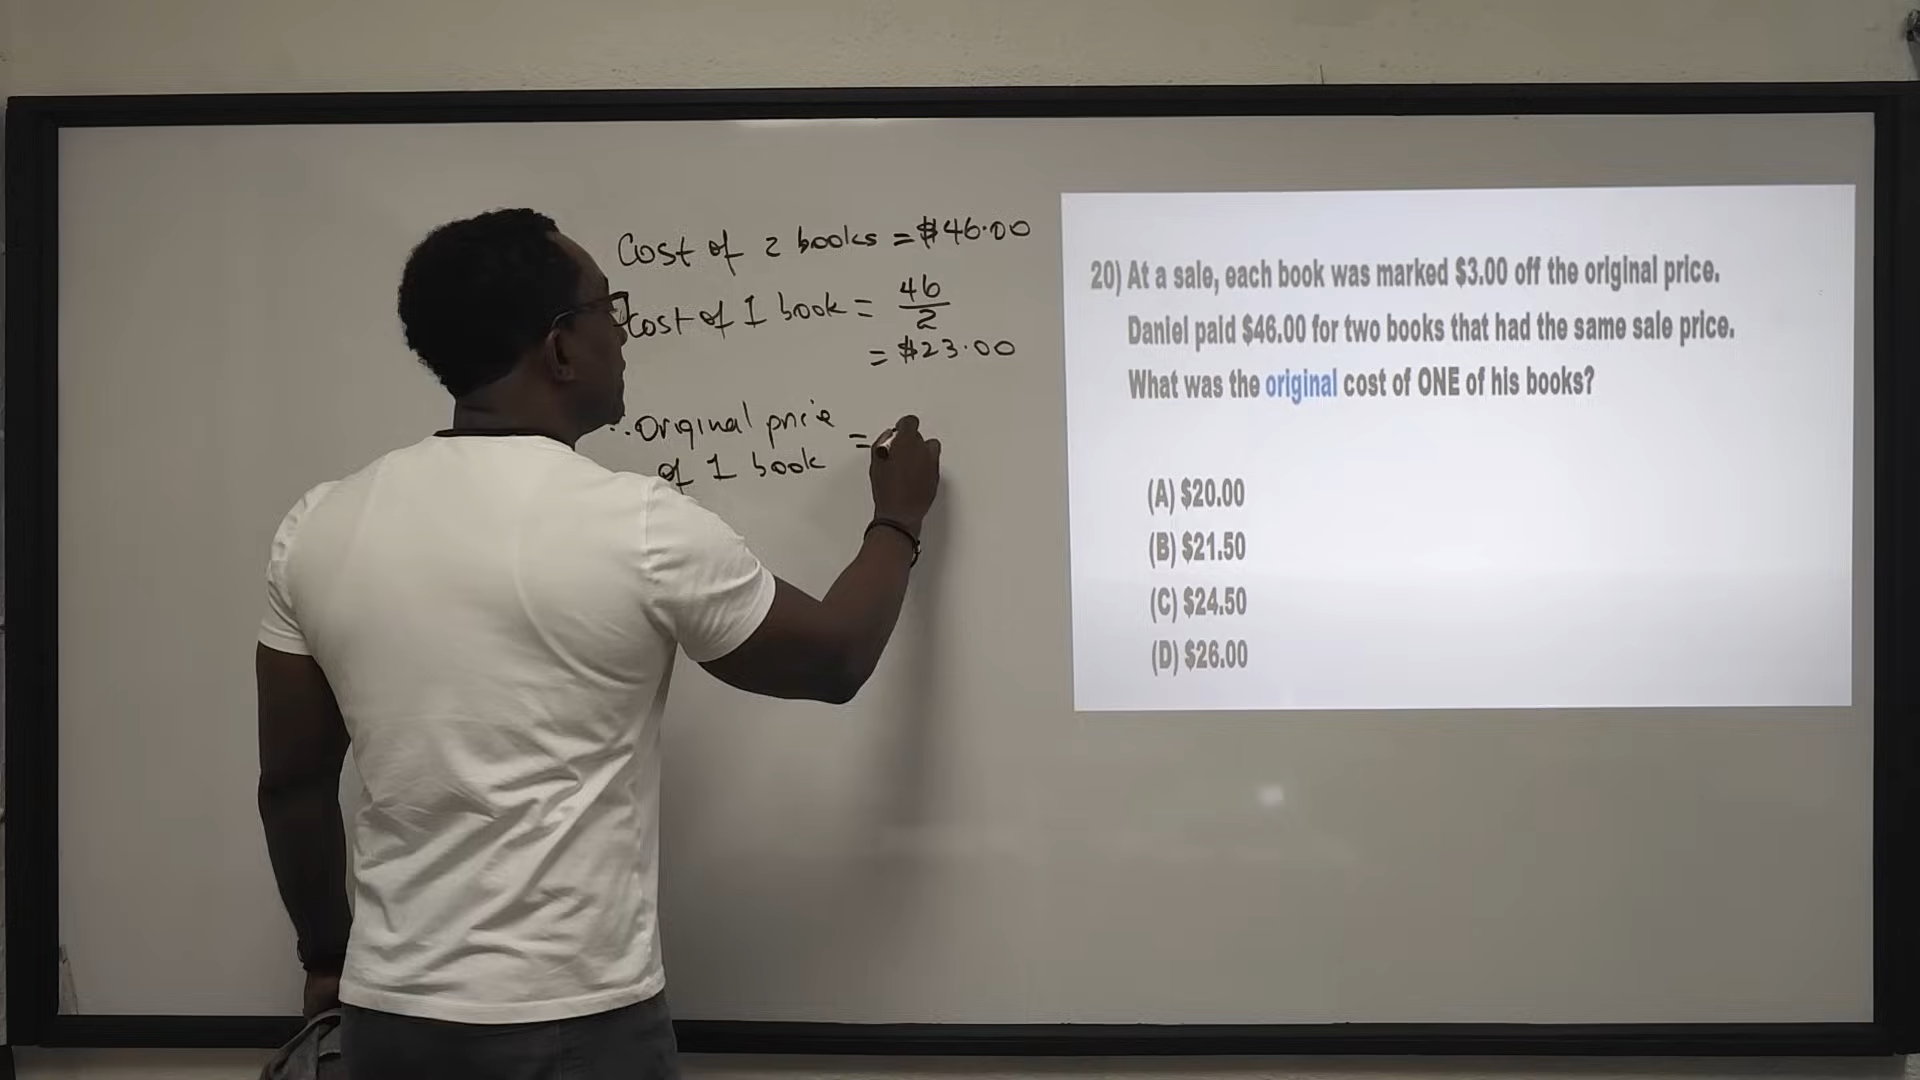 Cost of 2 books = $46.00
Cost of 1 book = 46
2
= $23.00
∴ Original price
of 1 book =
20) At a sale, each book was marked $3.00 off the original price.
Daniel paid $46.00 for two books that had the same sale price.
What was the original cost of ONE of his books?
(A) $20.00
(B) $21.50
(C) $24.50
(D) $26.00